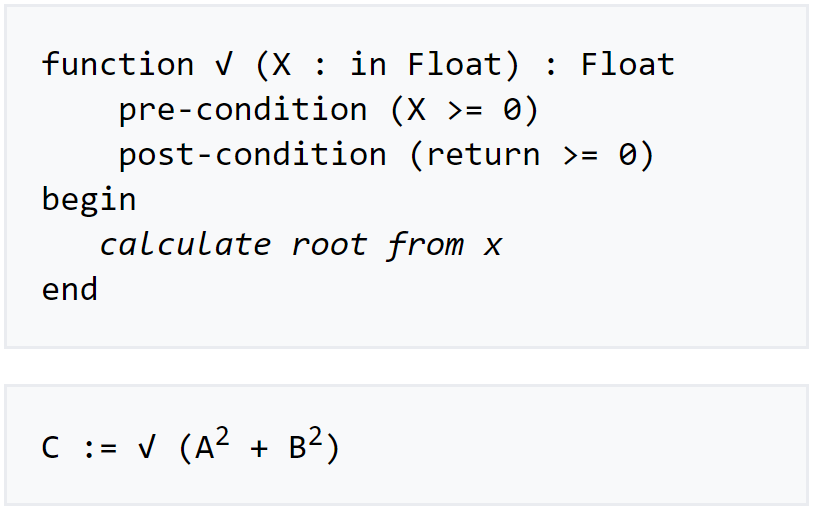 function √ (X : in Float) : Float
    pre-condition (X >= 0)
    post-condition (return >= 0)
begin
   calculate root from x
end
C := √ (A² + B²)